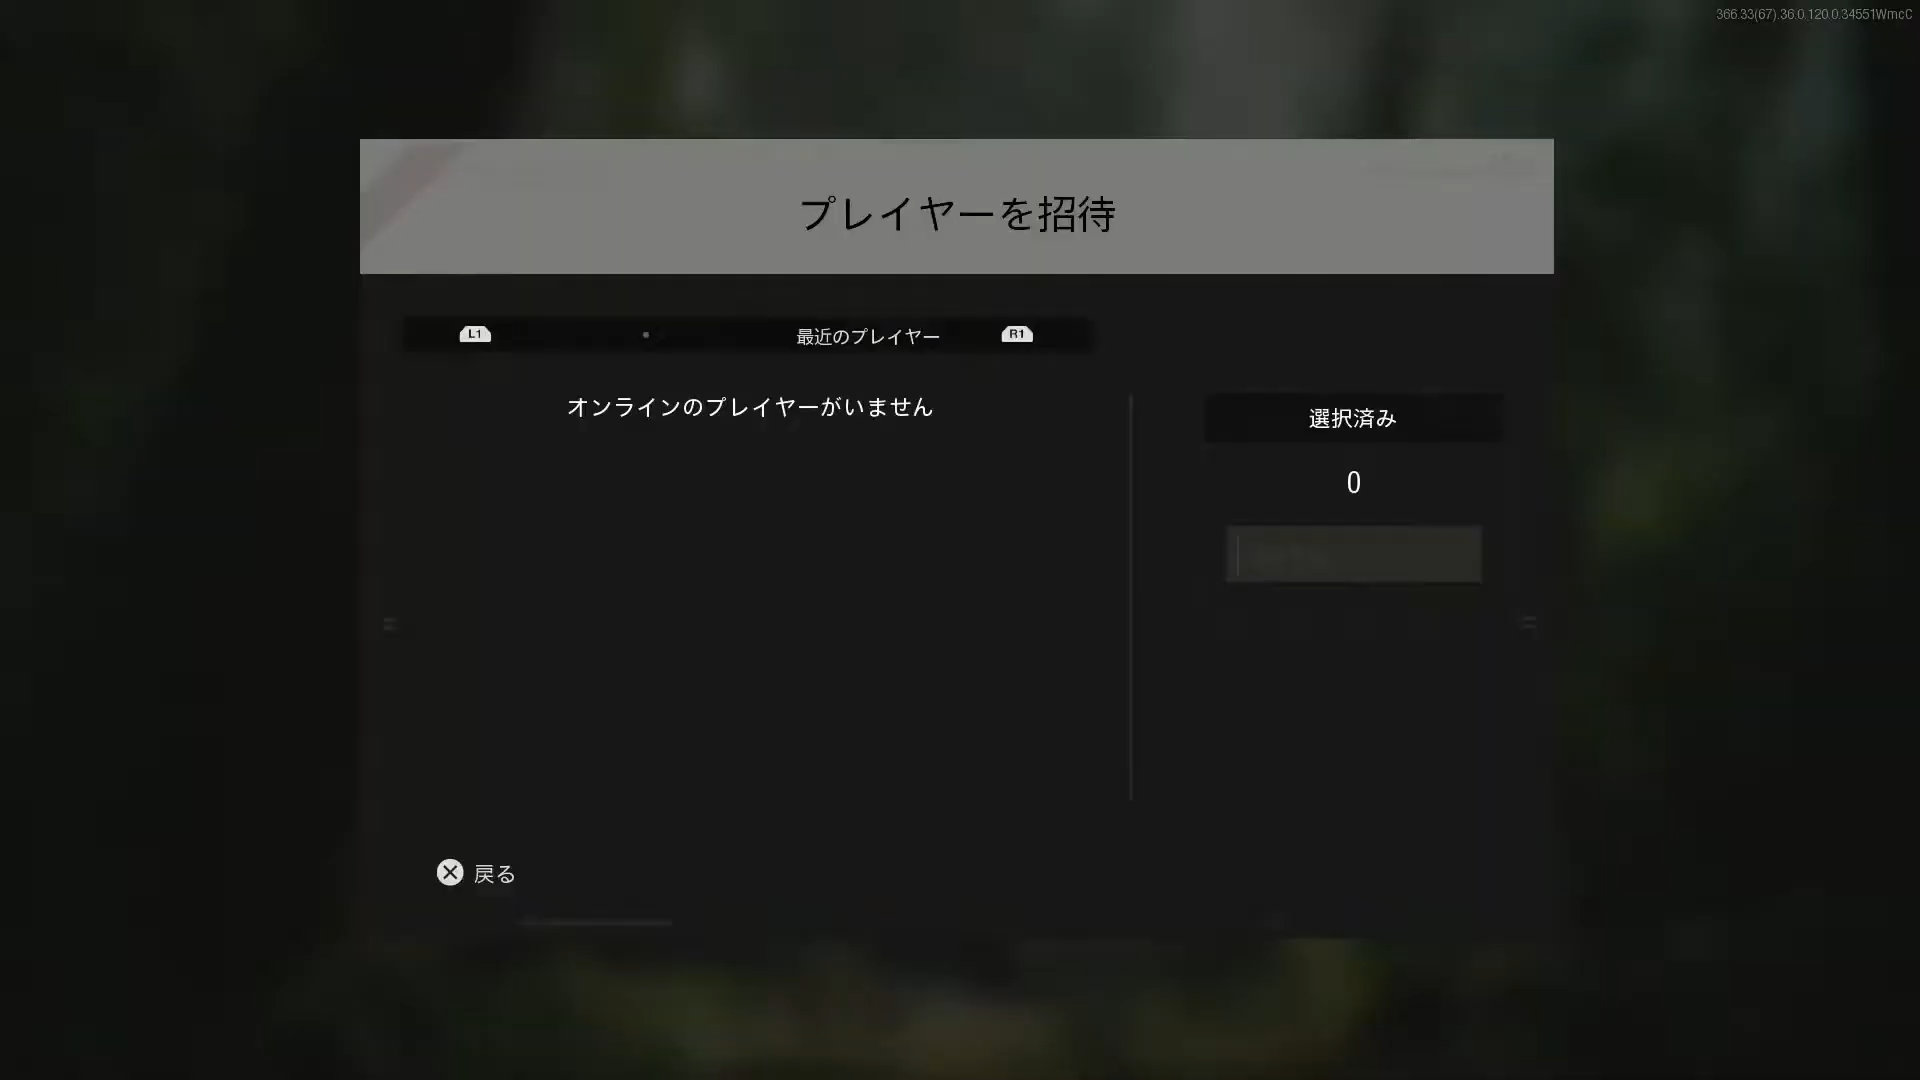 366.33(67).36.0.120.0.34551WmcC
プレイヤーを招待
L1
最近のプレイヤー
R1
オンラインのプレイヤーがいません
選択済み
0
戻る